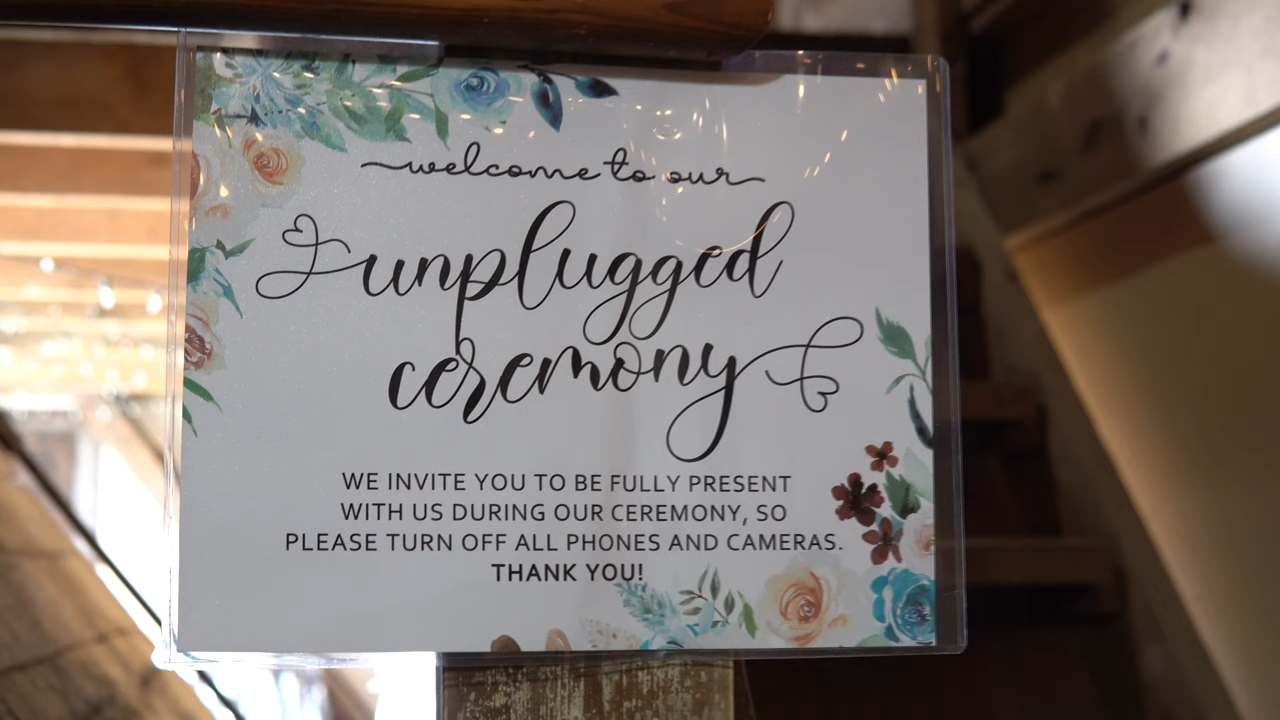 welcome to our
unplugged
ceremony
WE INVITE YOU TO BE FULLY PRESENT
WITH US DURING OUR CEREMONY, SO
PLEASE TURN OFF ALL PHONES AND CAMERAS.
THANK YOU!